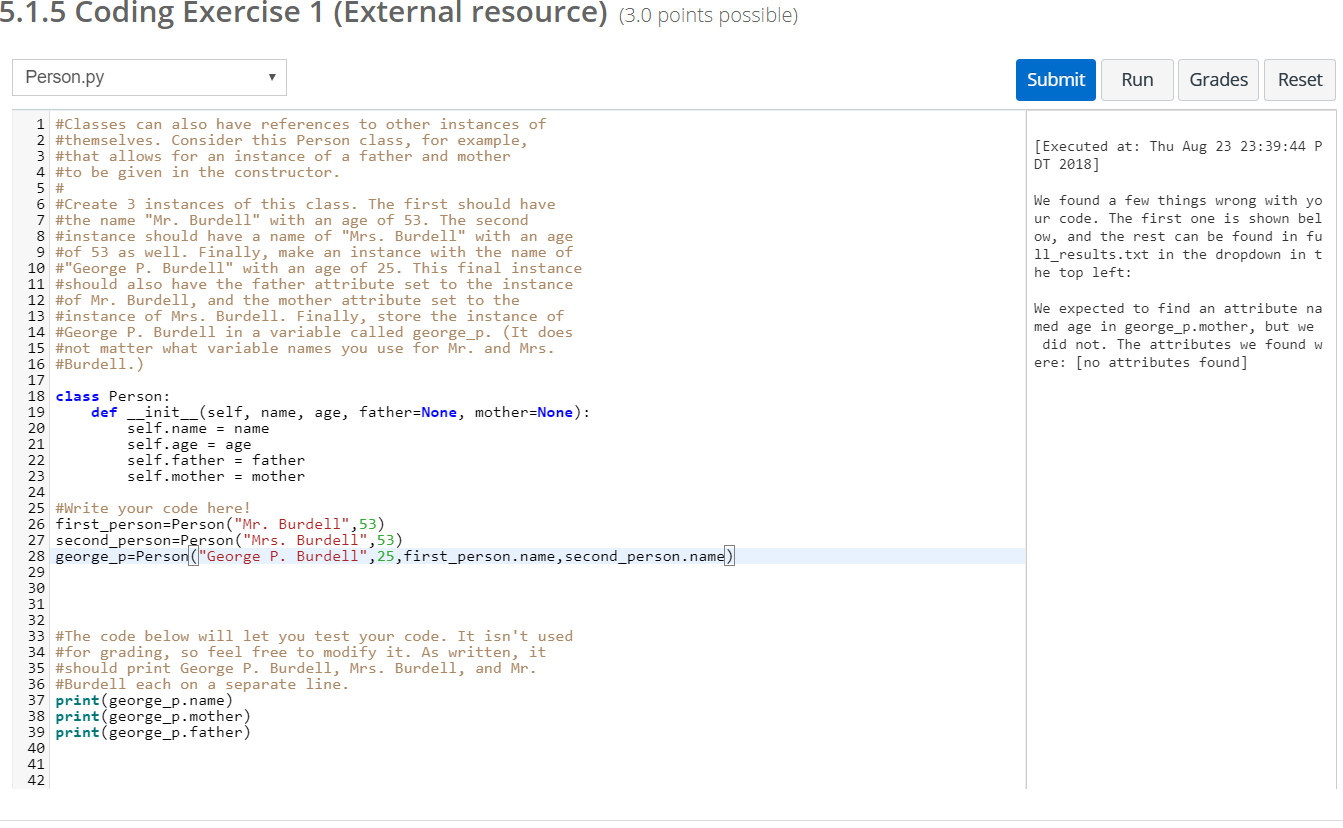 5.1.5 Coding Exercise 1 (External resource) (3.0 points possible)
Person.py
Submit Run Grades Reset
1 #Classes can also have references to other instances of
2 #themselves. Consider this Person class, for example,
3 #that allows for an instance of a father and mother
4 #to be given in the constructor.
5 #
6 #Create 3 instances of this class. The first should have
7 #the name "Mr. Burdell" with an age of 53. The second
8 #instance should have a name of "Mrs. Burdell" with an age
9 #of 53 as well. Finally, make an instance with the name of
10 #"George P. Burdell" with an age of 25. This final instance
11 #should also have the father attribute set to the instance
12 #of Mr. Burdell, and the mother attribute set to the
13 #instance of Mrs. Burdell. Finally, store the instance of
14 #George P. Burdell in a variable called george_p. (It does
15 #not matter what variable names you use for Mr. and Mrs.
16 #Burdell.)
17
18 class Person:
19     def __init__(self, name, age, father=None, mother=None):
20         self.name = name
21         self.age = age
22         self.father = father
23         self.mother = mother
24
25 #Write your code here!
26 first_person=Person("Mr. Burdell",53)
27 second_person=Person("Mrs. Burdell",53)
28 george_p=Person("George P. Burdell",25,first_person.name,second_person.name)
29
30
31
32
33 #The code below will let you test your code. It isn't used
34 #for grading, so feel free to modify it. As written, it
35 #should print George P. Burdell, Mrs. Burdell, and Mr.
36 #Burdell each on a separate line.
37 print(george_p.name)
38 print(george_p.mother)
39 print(george_p.father)
40
41
42
[Executed at: Thu Aug 23 23:39:44 P
DT 2018]
We found a few things wrong with yo
ur code. The first one is shown bel
ow, and the rest can be found in fu
ll_results.txt in the dropdown in t
he top left:
We expected to find an attribute na
med age in george_p.mother, but we
did not. The attributes we found w
ere: [no attributes found]